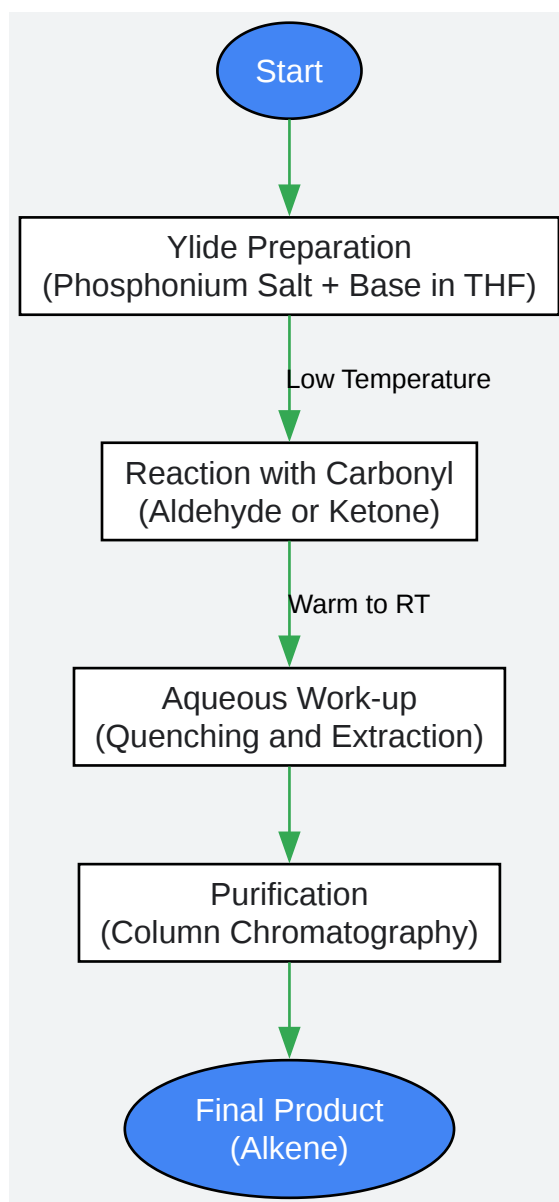 Start
Ylide Preparation
(Phosphonium Salt + Base in THF)
Low Temperature
Reaction with Carbonyl
(Aldehyde or Ketone)
Warm to RT
Aqueous Work-up
(Quenching and Extraction)
Purification
(Column Chromatography)
Final Product
(Alkene)